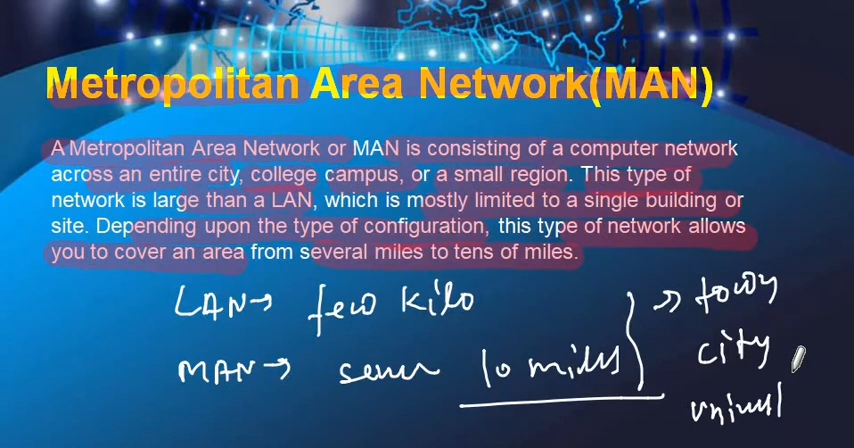 Metropolitan Area Network(MAN)
A Metropolitan Area Network or MAN is consisting of a computer network
across an entire city, college campus, or a small region. This type of
network is large than a LAN, which is mostly limited to a single building or
site. Depending upon the type of configuration, this type of network allows
you to cover an area from several miles to tens of miles.
LAN → few kilo
MAN → 10 miles
city